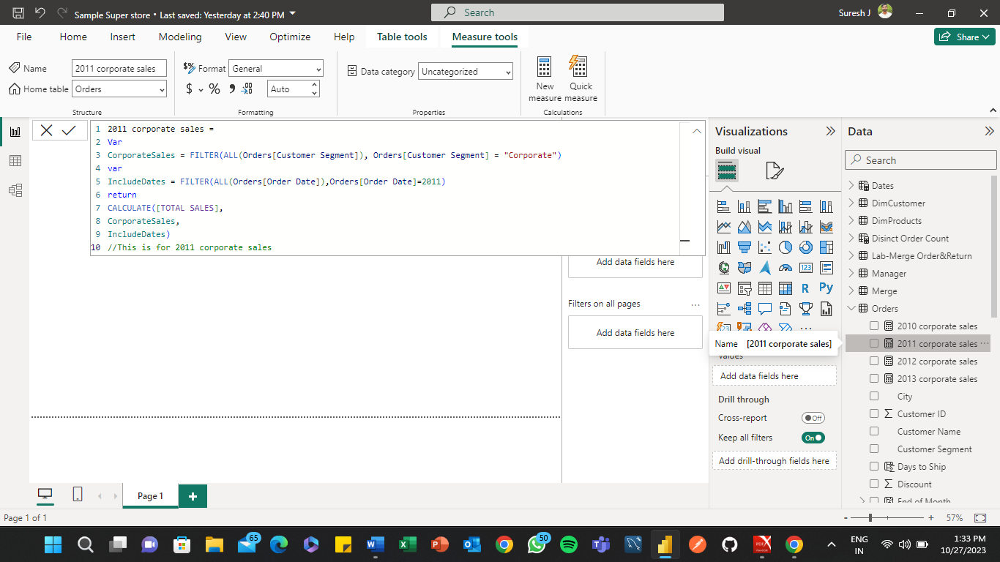 Sample Super store • Last saved: Yesterday at 2:40 PM
Search
Suresh J
File
Home
Insert
Modeling
View
Optimize
Help
Table tools
Measure tools
Share
Name
2011 corporate sales
Home table
Orders
Structure
$% Format
General
$
%
Auto
Formatting
Data category
Uncategorized
Properties
New measure
Quick measure
Calculations
1 2011 corporate sales =
2 Var
3 CorporateSales = FILTER(ALL(Orders[Customer Segment]), Orders[Customer Segment] = "Corporate")
4 var
5 IncludeDates = FILTER(ALL(Orders[Order Date]),Orders[Order Date]=2011)
6 return
7 CALCULATE([TOTAL SALES],
8 CorporateSales,
9 IncludeDates)
10 //This is for 2011 corporate sales
Add data fields here
Filters on all pages
...
Add data fields here
Visualizations
Build visual
123
R
Py
Name [2011 corporate sales]
Values
Add data fields here
Drill through
Cross-report
Off
Keep all filters
On
Add drill-through fields here
Data
Search
Dates
DimCustomer
DimProducts
Disinct Order Count
Lab-Merge Order&Return
Manager
Merge
Orders
2010 corporate sales
2011 corporate sales
2012 corporate sales
2013 corporate sales
City
Customer ID
Customer Name
Customer Segment
Days to Ship
Discount
End of Month
Page 1
+
Page 1 of 1
- + 57%
65
50
ENG
IN
1:33 PM
10/27/2023